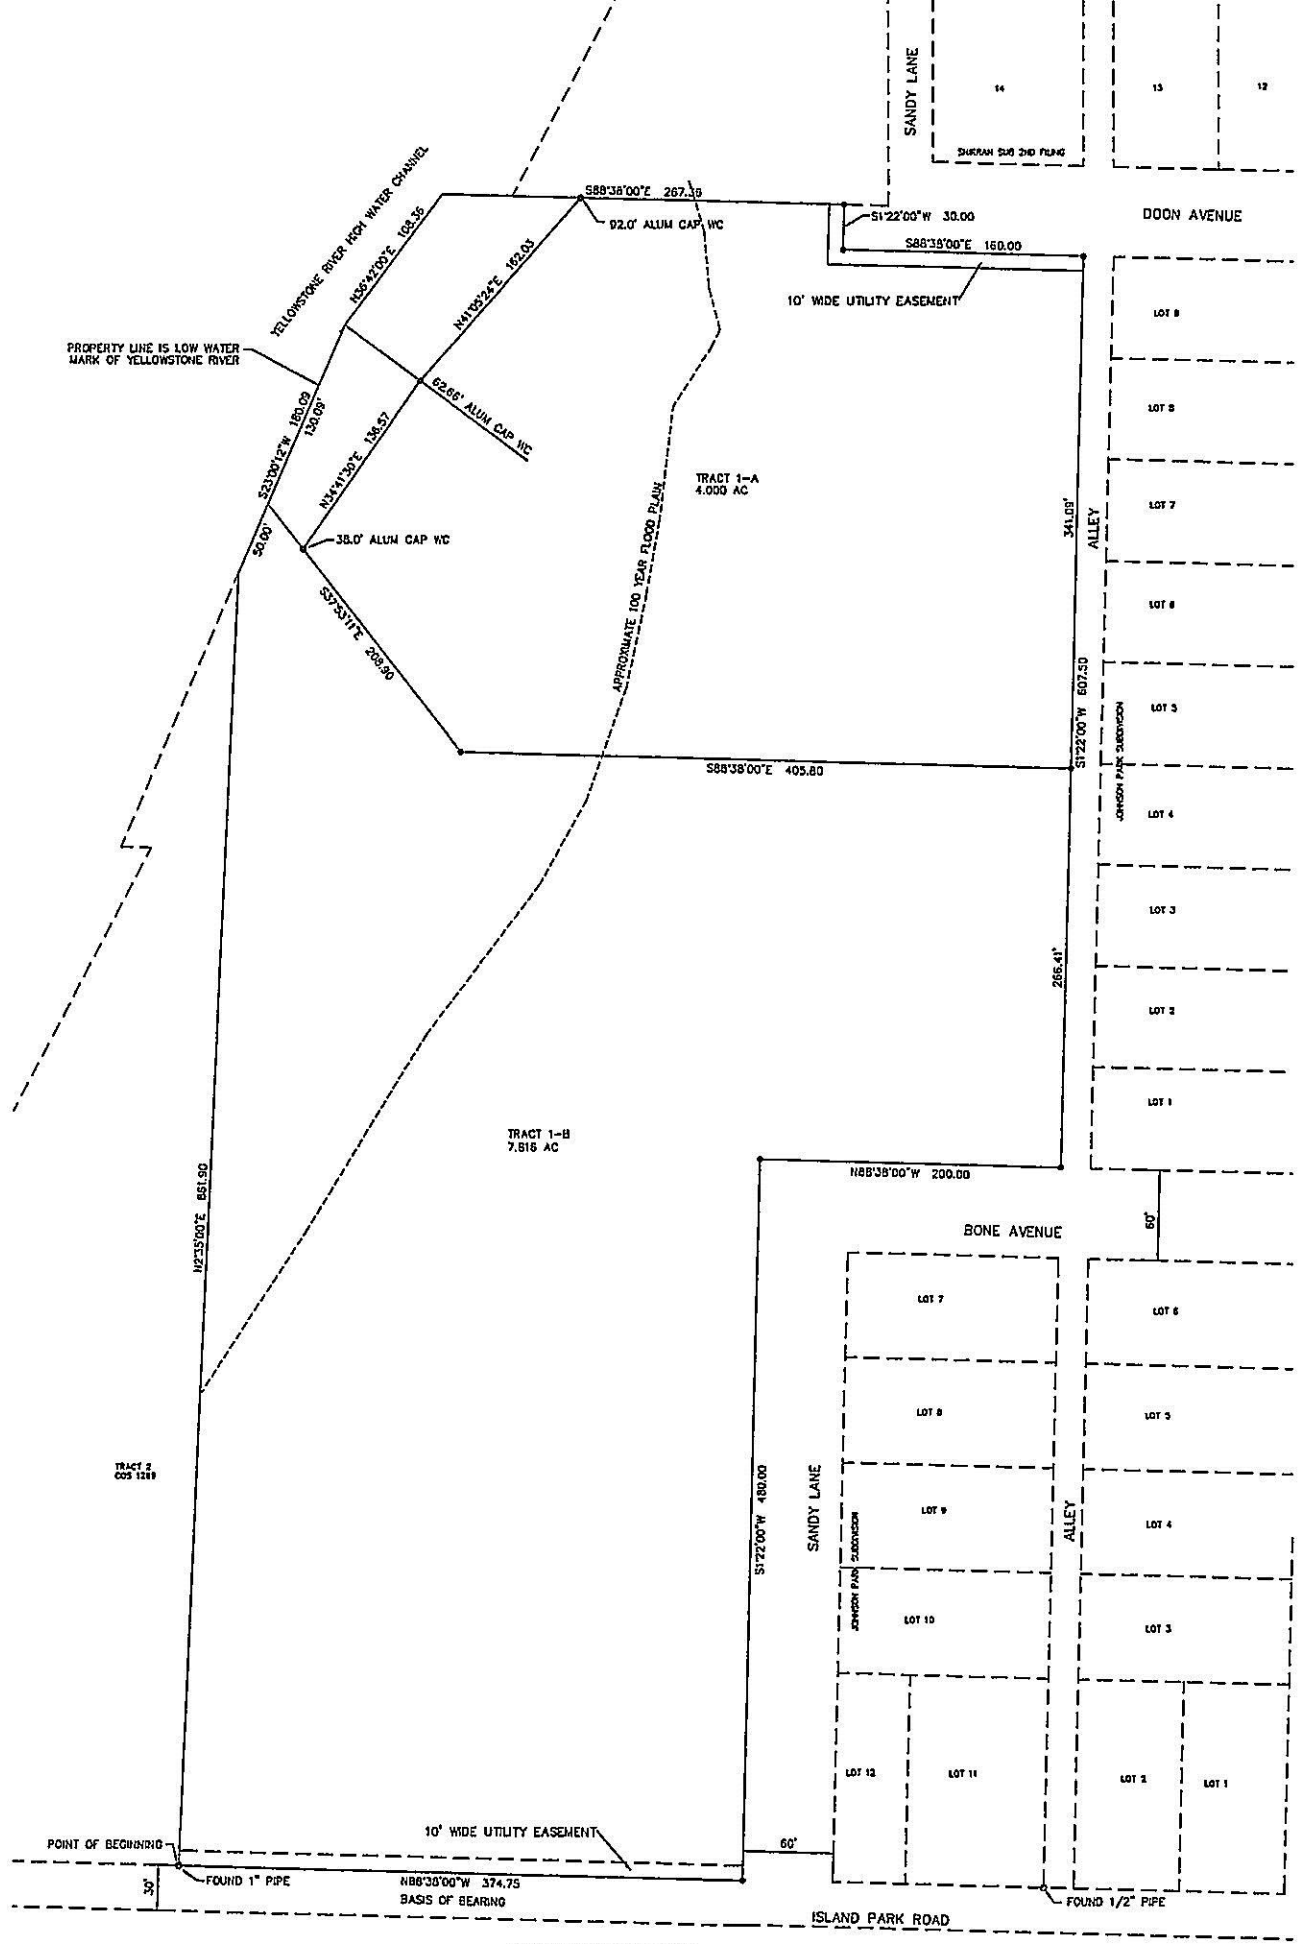 SANDY LANE
14
13
12
SHERRAN SUB 2ND FILING
DOON AVENUE
YELLOWSTONE RIVER HIGH WATER CHANNEL
S88°38'00"E 267.36
92.0' ALUM CAP WC
S1°22'00"W 30.00
S88°38'00"E 160.00
10' WIDE UTILITY EASEMENT
N36°42'00"E 108.36
N41°05'24"E 162.03
PROPERTY LINE IS LOW WATER
MARK OF YELLOWSTONE RIVER
62.66' ALUM CAP WC
S23°00'12"W 180.09
130.09'
N34°41'30"E 136.57
50.00'
38.0' ALUM CAP WC
S37°53'11"E 208.90
TRACT 1-A
4.000 AC
APPROXIMATE 100 YEAR FLOOD PLAIN
341.09'
ALLEY
S1°22'00"W 607.50
JOHNSON PARK SUBDIVISION
LOT 9
LOT 8
LOT 7
LOT 6
LOT 5
LOT 4
LOT 3
LOT 2
LOT 1
S88°38'00"E 405.80
266.41'
TRACT 1-B
7.816 AC
N88°38'00"W 200.00
60'
BONE AVENUE
N2°35'00"E 861.90
LOT 7
LOT 6
LOT 8
LOT 5
TRACT 2
COS 1289
S1°22'00"W 480.00
SANDY LANE
JOHNSON PARK SUBDIVISION
LOT 9
ALLEY
LOT 4
LOT 10
LOT 3
LOT 12
LOT 11
LOT 2
LOT 1
10' WIDE UTILITY EASEMENT
POINT OF BEGINNING
60'
FOUND 1" PIPE
30'
N88°38'00"W 374.75
BASIS OF BEARING
FOUND 1/2" PIPE
ISLAND PARK ROAD